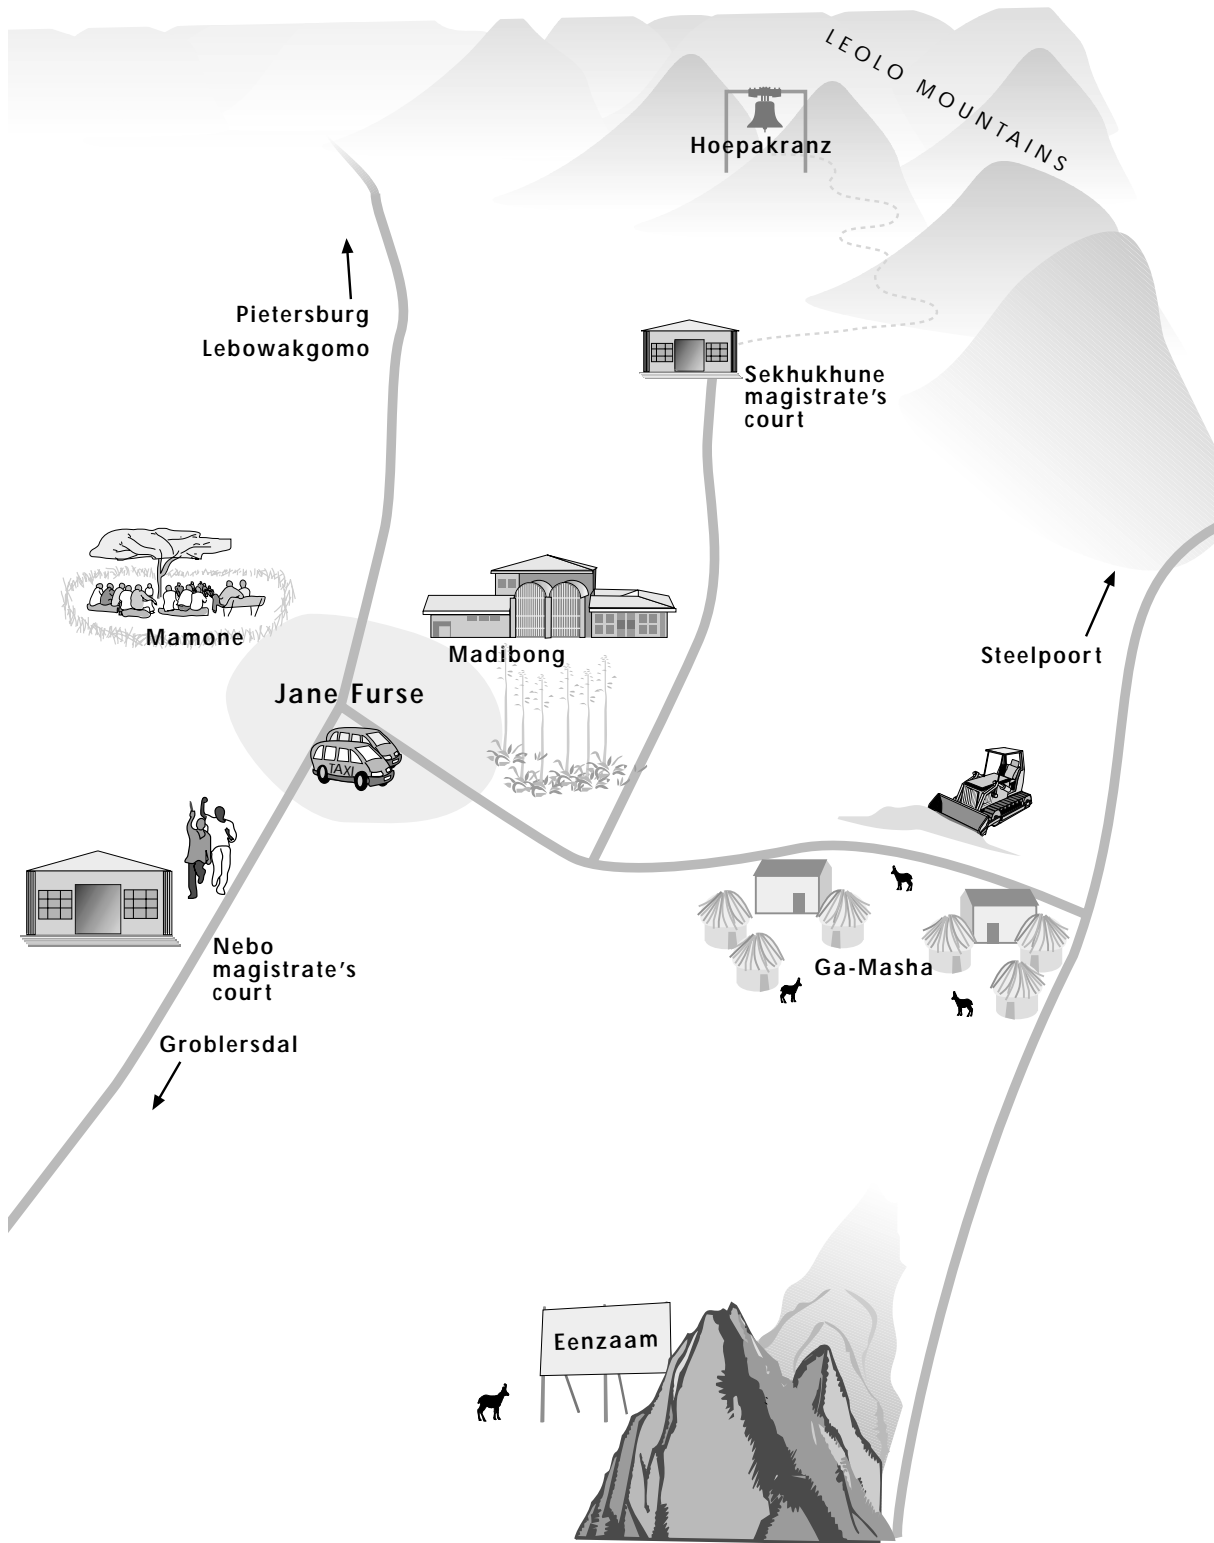 LEOLO MOUNTAINS
Hoepakranz
Pietersburg
Lebowakgomo
Sekhukhune
magistrate's
court
Mamone
Madibong
Steelpoort
Jane Furse
TAXI
Nebo
magistrate's
court
Ga-Masha
Groblersdal
Eenzaam